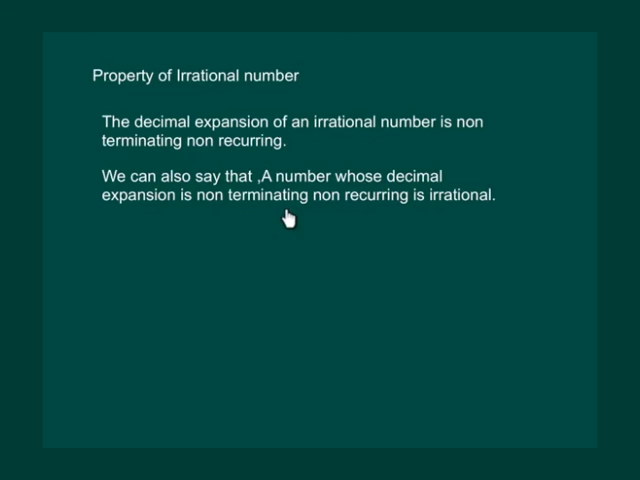 Property of Irrational number
The decimal expansion of an irrational number is non
terminating non recurring.
We can also say that ,A number whose decimal
expansion is non terminating non recurring is irrational.